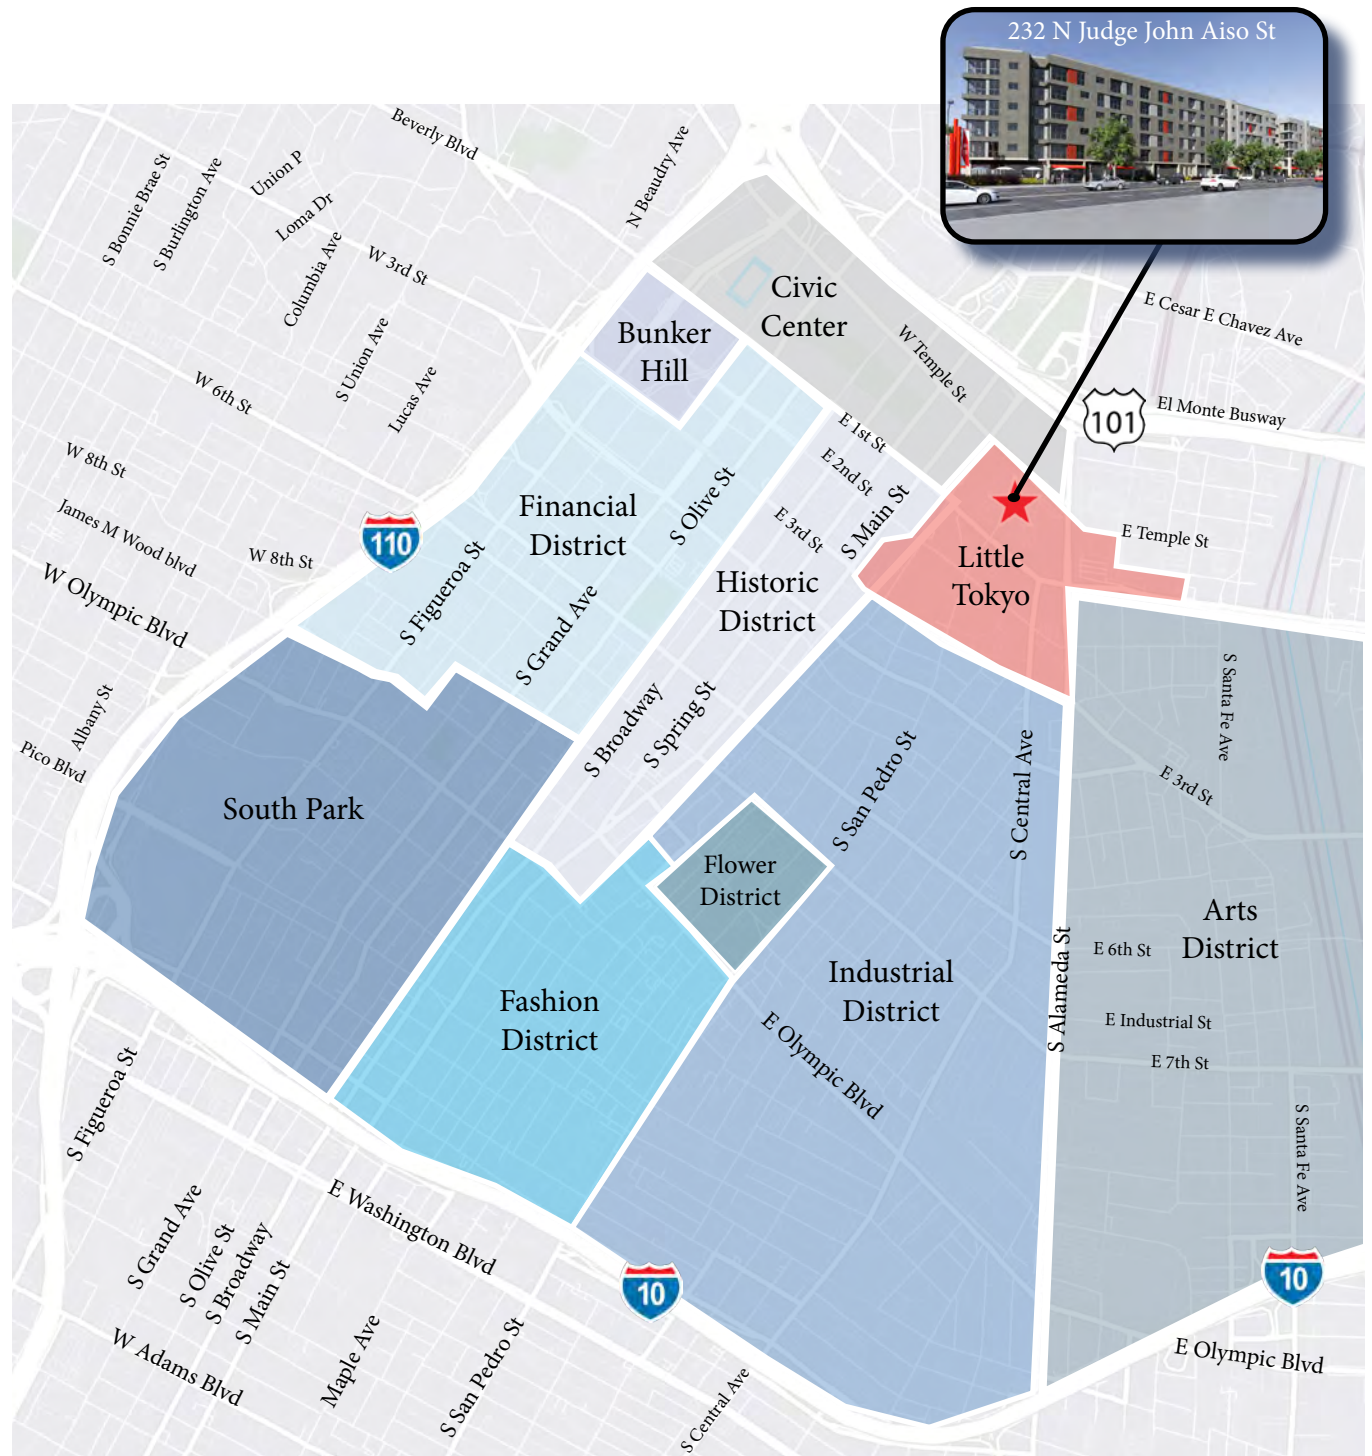 232 N Judge John Aiso St
Beverly Blvd
N Beaudry Ave
S Bonnie Brae St
S Burlington Ave
Union P
Loma Dr
Columbia Ave
W 3rd St
S Union Ave
Lucas Ave
W 6th St
W 8th St
James M Wood blvd
W 8th St
W Olympic Blvd
Albany St
Pico Blvd
110
Civic
Center
Bunker
Hill
W Temple St
E Cesar E Chavez Ave
101
El Monte Busway
E Temple St
E 1st St
E 2nd St
E 3rd St
S Main St
Financial
District
S Olive St
S Figueroa St
S Grand Ave
Historic
District
Little
Tokyo
S Broadway
S Spring St
South Park
S San Pedro St
S Central Ave
S Santa Fe Ave
E 3rd St
Flower
District
Arts
District
E 6th St
Industrial
District
S Alameda St
E Industrial St
E 7th St
Fashion
District
E Olympic Blvd
S Santa Fe Ave
S Figueroa St
S Grand Ave
S Olive St
S Broadway
S Main St
E Washington Blvd
10
10
W Adams Blvd
Maple Ave
S San Pedro St
S Central Ave
E Olympic Blvd